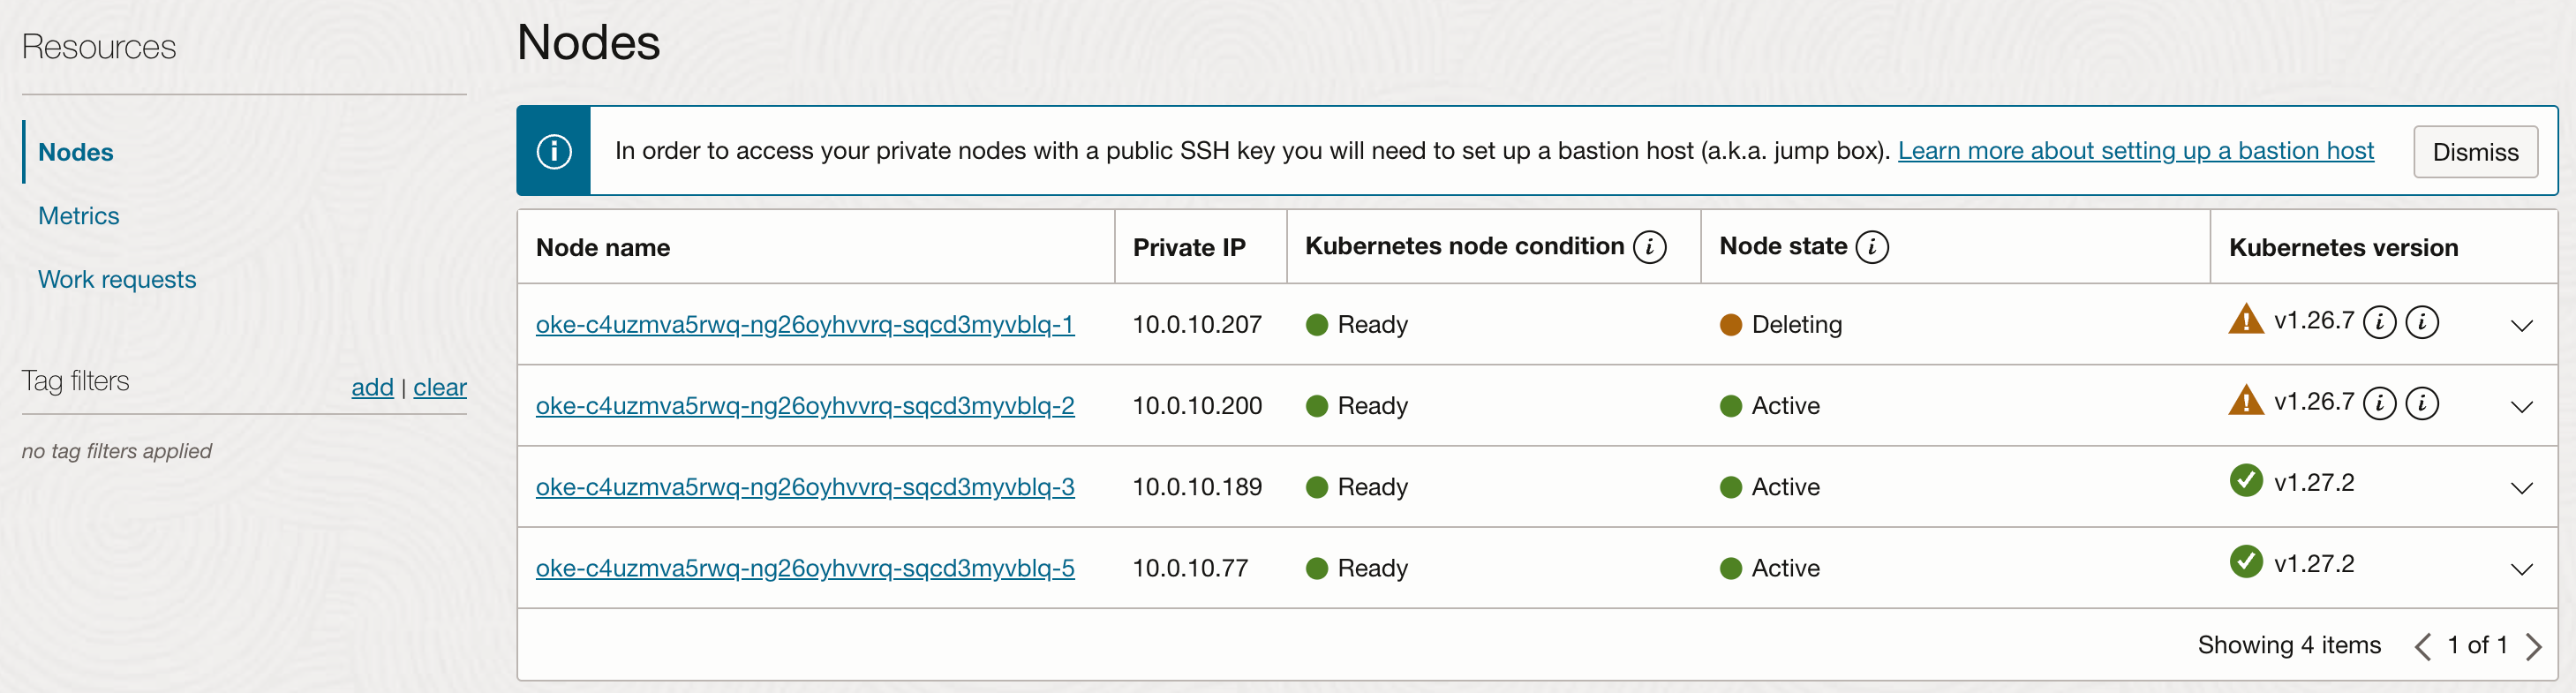 Resources
Nodes
Metrics
Work requests
Tag filters add | clear
no tag filters applied
Nodes
In order to access your private nodes with a public SSH key you will need to set up a bastion host (a.k.a. jump box). Learn more about setting up a bastion host Dismiss
Node name Private IP Kubernetes node condition Node state Kubernetes version
oke-c4uzmva5rwq-ng26oyhvvrq-sqcd3myvblq-1 10.0.10.207 Ready Deleting v1.26.7
oke-c4uzmva5rwq-ng26oyhvvrq-sqcd3myvblq-2 10.0.10.200 Ready Active v1.26.7
oke-c4uzmva5rwq-ng26oyhvvrq-sqcd3myvblq-3 10.0.10.189 Ready Active v1.27.2
oke-c4uzmva5rwq-ng26oyhvvrq-sqcd3myvblq-5 10.0.10.77 Ready Active v1.27.2
Showing 4 items 1 of 1